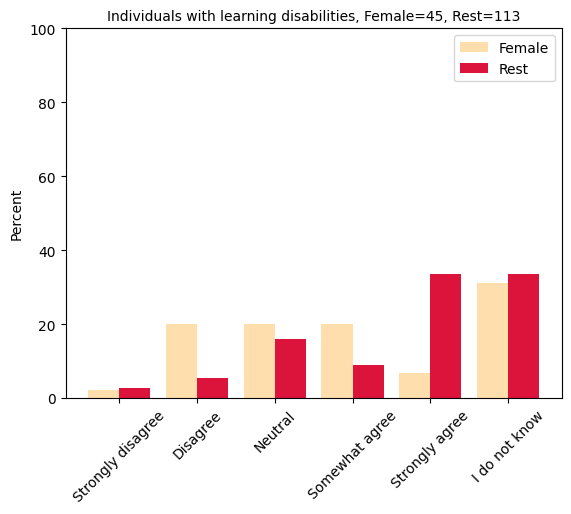 Individuals with learning disabilities, Female=45, Rest=113
Female
Rest
Percent
100
80
60
40
20
0
Strongly disagree
Disagree
Neutral
Somewhat agree
Strongly agree
I do not know